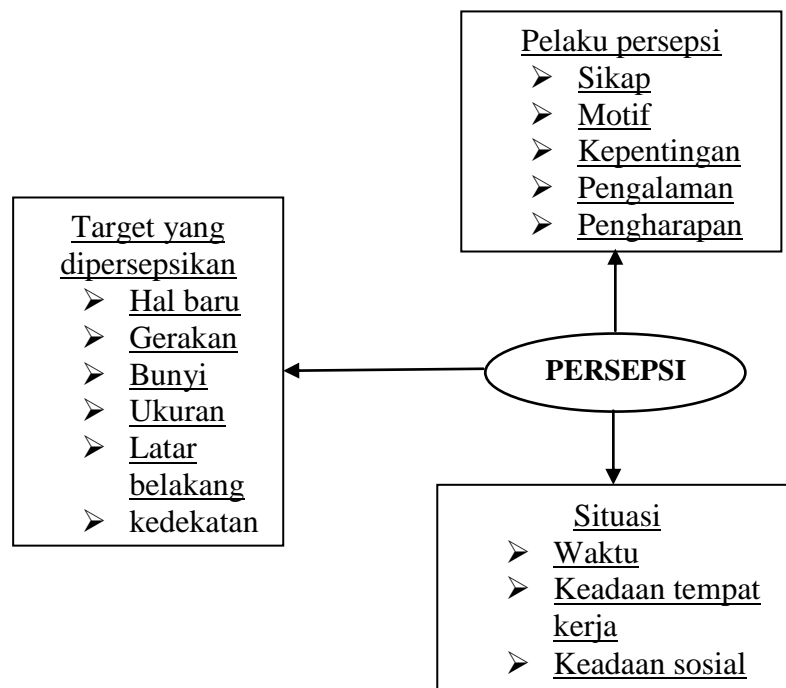 Pelaku persepsi
➢ Sikap
➢ Motif
➢ Kepentingan
➢ Pengalaman
➢ Pengharapan
Target yang
dipersepsikan
➢ Hal baru
➢ Gerakan
➢ Bunyi
➢ Ukuran
➢ Latar
belakang
➢ kedekatan
PERSEPSI
Situasi
➢ Waktu
➢ Keadaan tempat
kerja
➢ Keadaan sosial